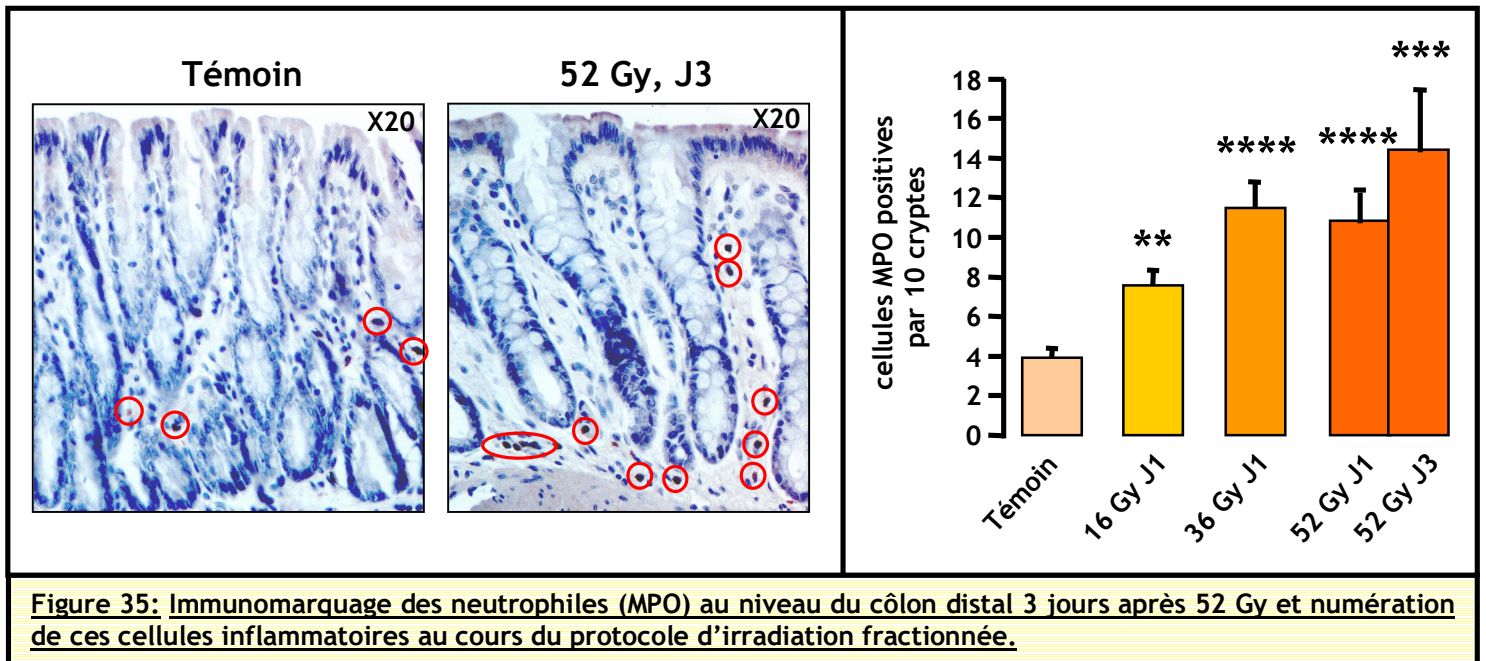 Témoin
52 Gy, J3
X20
X20
cellules MPO positives
par 10 cryptes
18
16
14
12
10
8
6
4
2
0
**
****
****
***
Témoin
16 Gy J1
36 Gy J1
52 Gy J1
52 Gy J3
Figure 35: Immunomarquage des neutrophiles (MPO) au niveau du côlon distal 3 jours après 52 Gy et numération
de ces cellules inflammatoires au cours du protocole d’irradiation fractionnée.